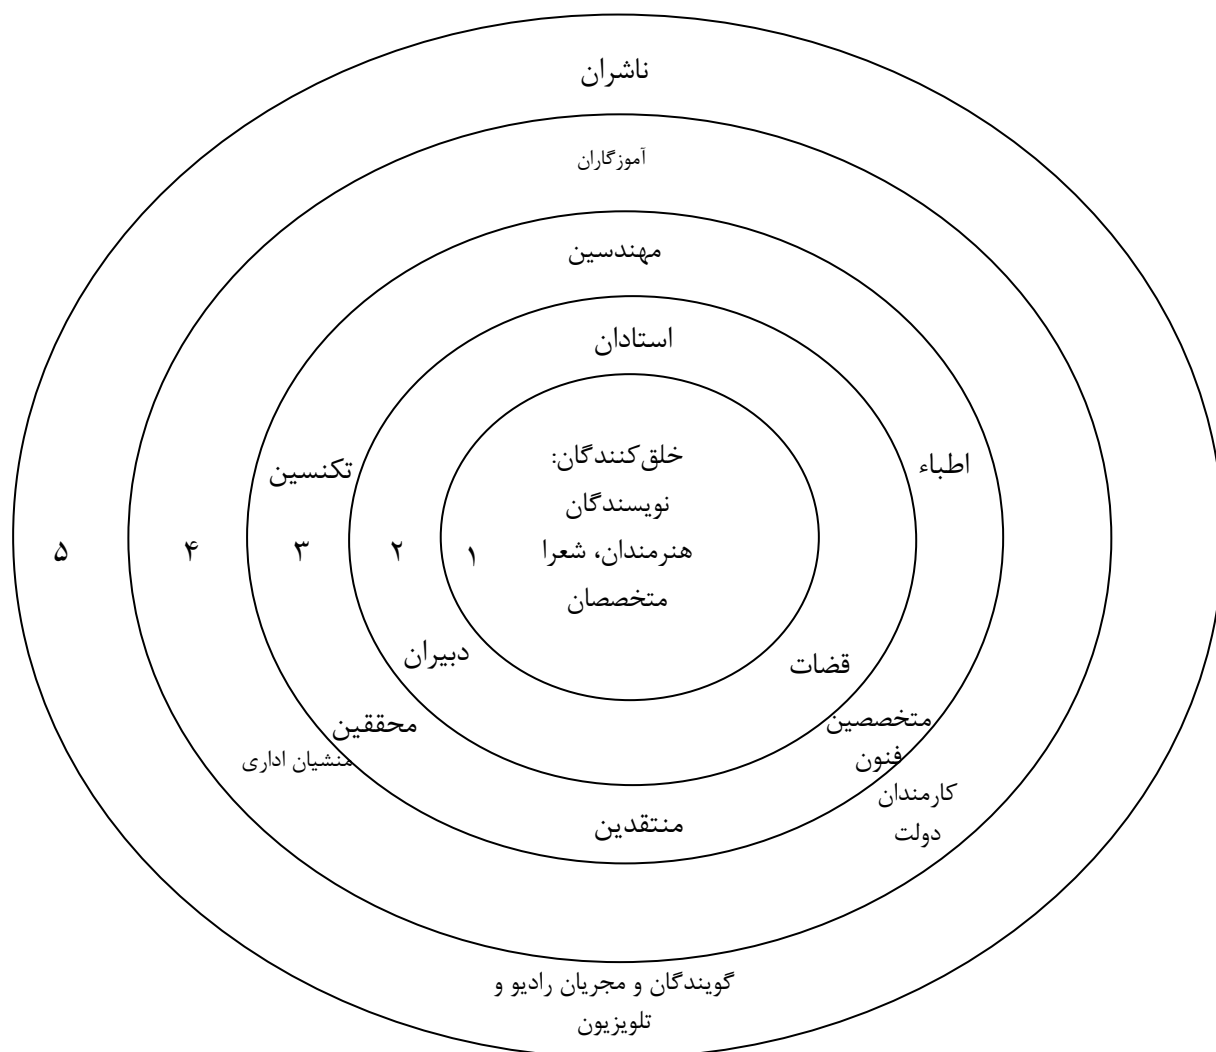 ناشران
آموزگاران
مهندسین
استادان
خلق‌کنندگان:
نویسندگان
هنرمندان، شعرا
متخصصان
تکنسین
اطباء
۵
۴
۳
۲
۱
دبیران
قضات
محققین
متخصصین
فنون
منشیان اداری
کارمندان
دولت
منتقدین
گویندگان و مجریان رادیو و
تلویزیون